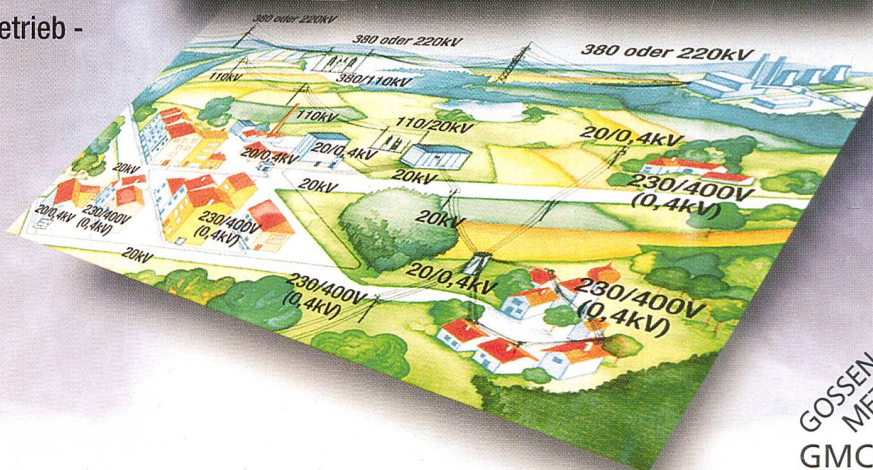 etrieb -
380 oder 220kV
380 oder 220kV
380 oder 220kV
110kV
380/110kV
110kV
110/20kV
20/0,4kV
20/0,4kV
20/0,4kV
20kV
20kV
20kV
230/400V
(0,4kV)
20/0,4kV
230/400V
(0,4kV)
230/400V
(0,4kV)
20kV
20kV
20/0,4kV
230/400V
(0,4kV)
230/400V
(0,4kV)
GOSSEN
MET
GMC